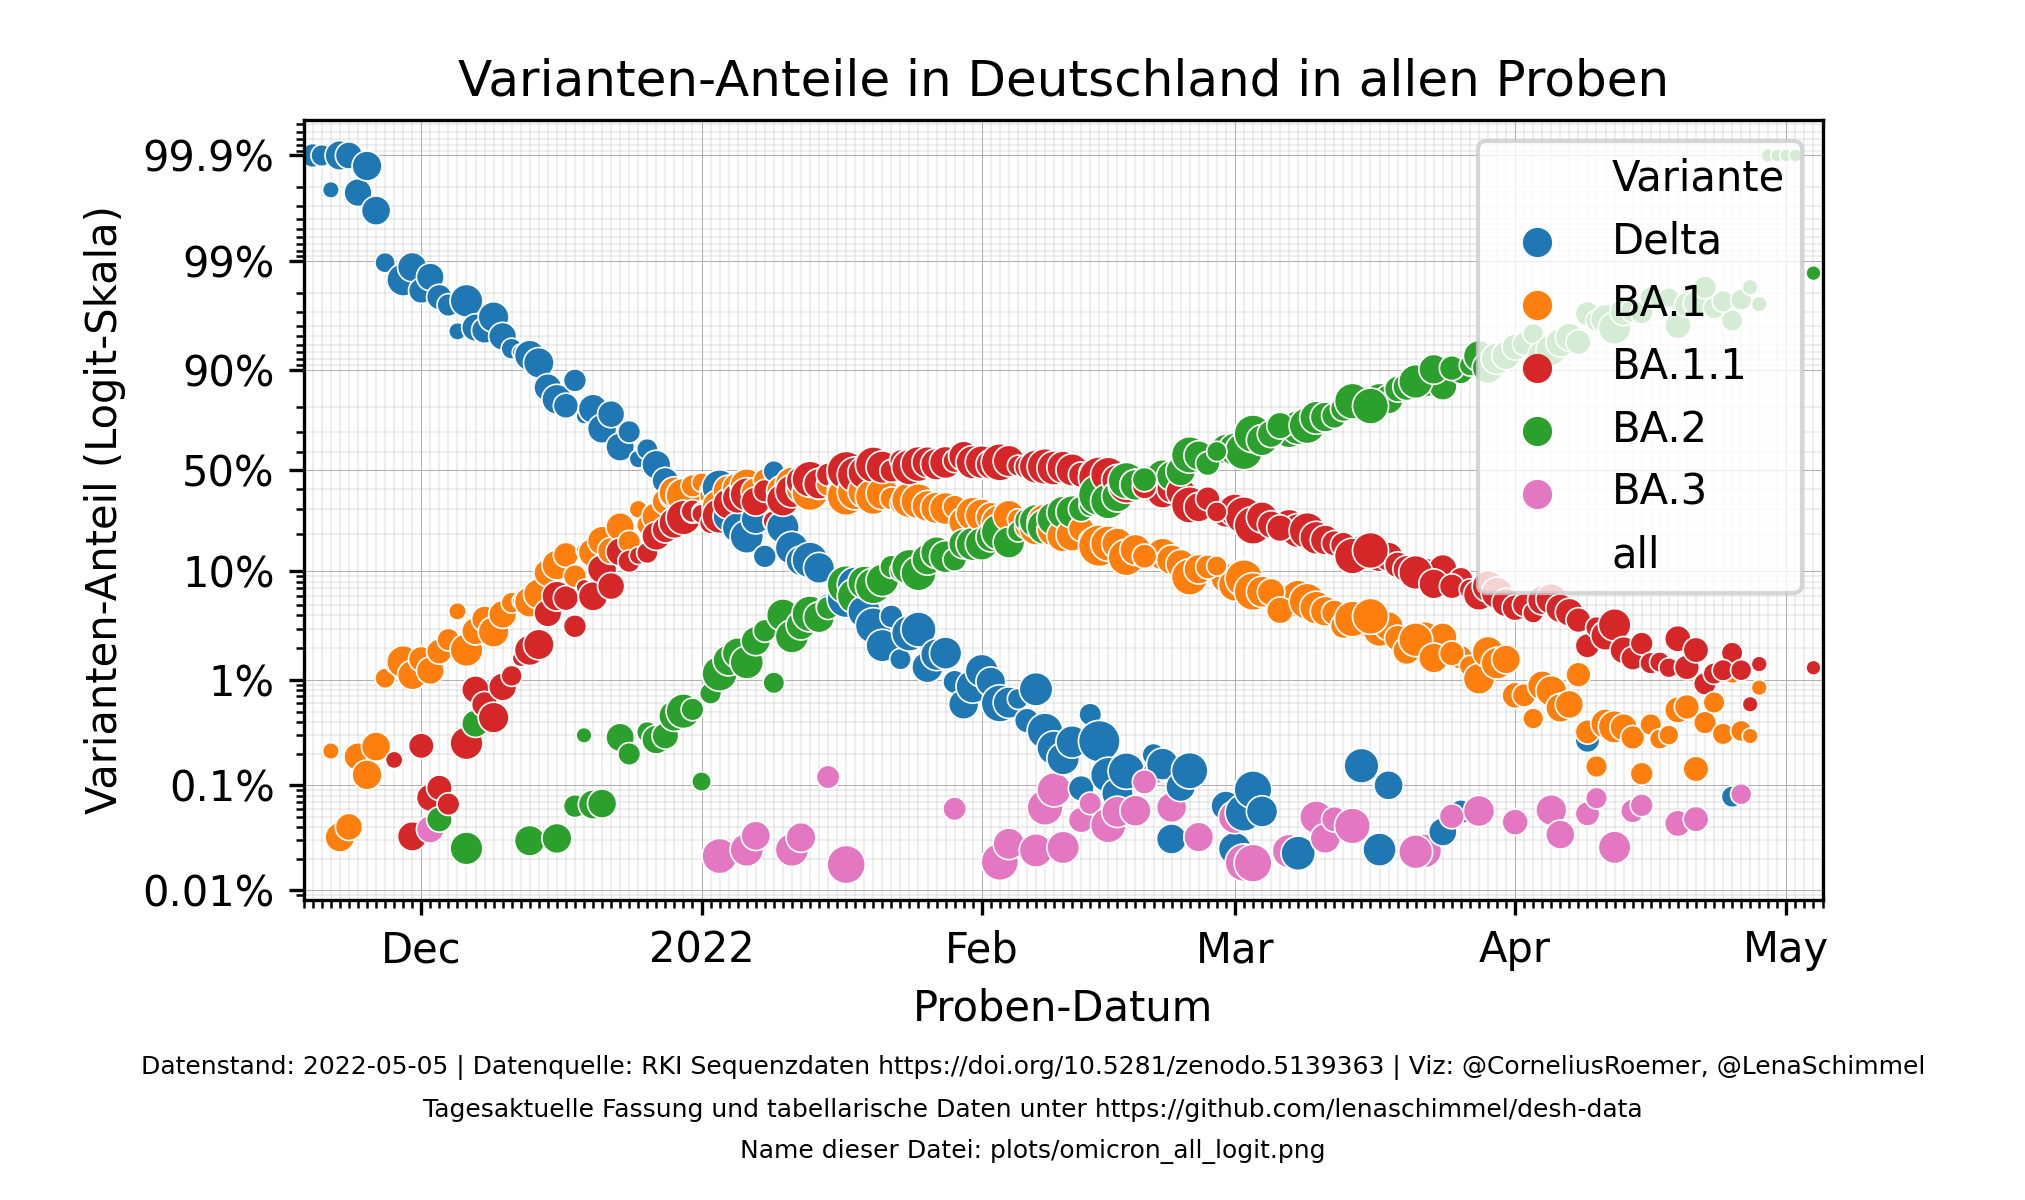 Varianten-Anteile in Deutschland in allen Proben
Varianten-Anteil (Logit-Skala)
99.9%
99%
90%
50%
10%
1%
0.1%
0.01%
Variante
Delta
BA.1
BA.1.1
BA.2
BA.3
all
Dec 2022 Feb Mar Apr May
Proben-Datum
Datenstand: 2022-05-05 | Datenquelle: RKI Sequenzdaten https://doi.org/10.5281/zenodo.5139363 | Viz: @CorneliusRoemer, @LenaSchimmel
Tagesaktuelle Fassung und tabellarische Daten unter https://github.com/lenaschimmel/desh-data
Name dieser Datei: plots/omicron_all_logit.png